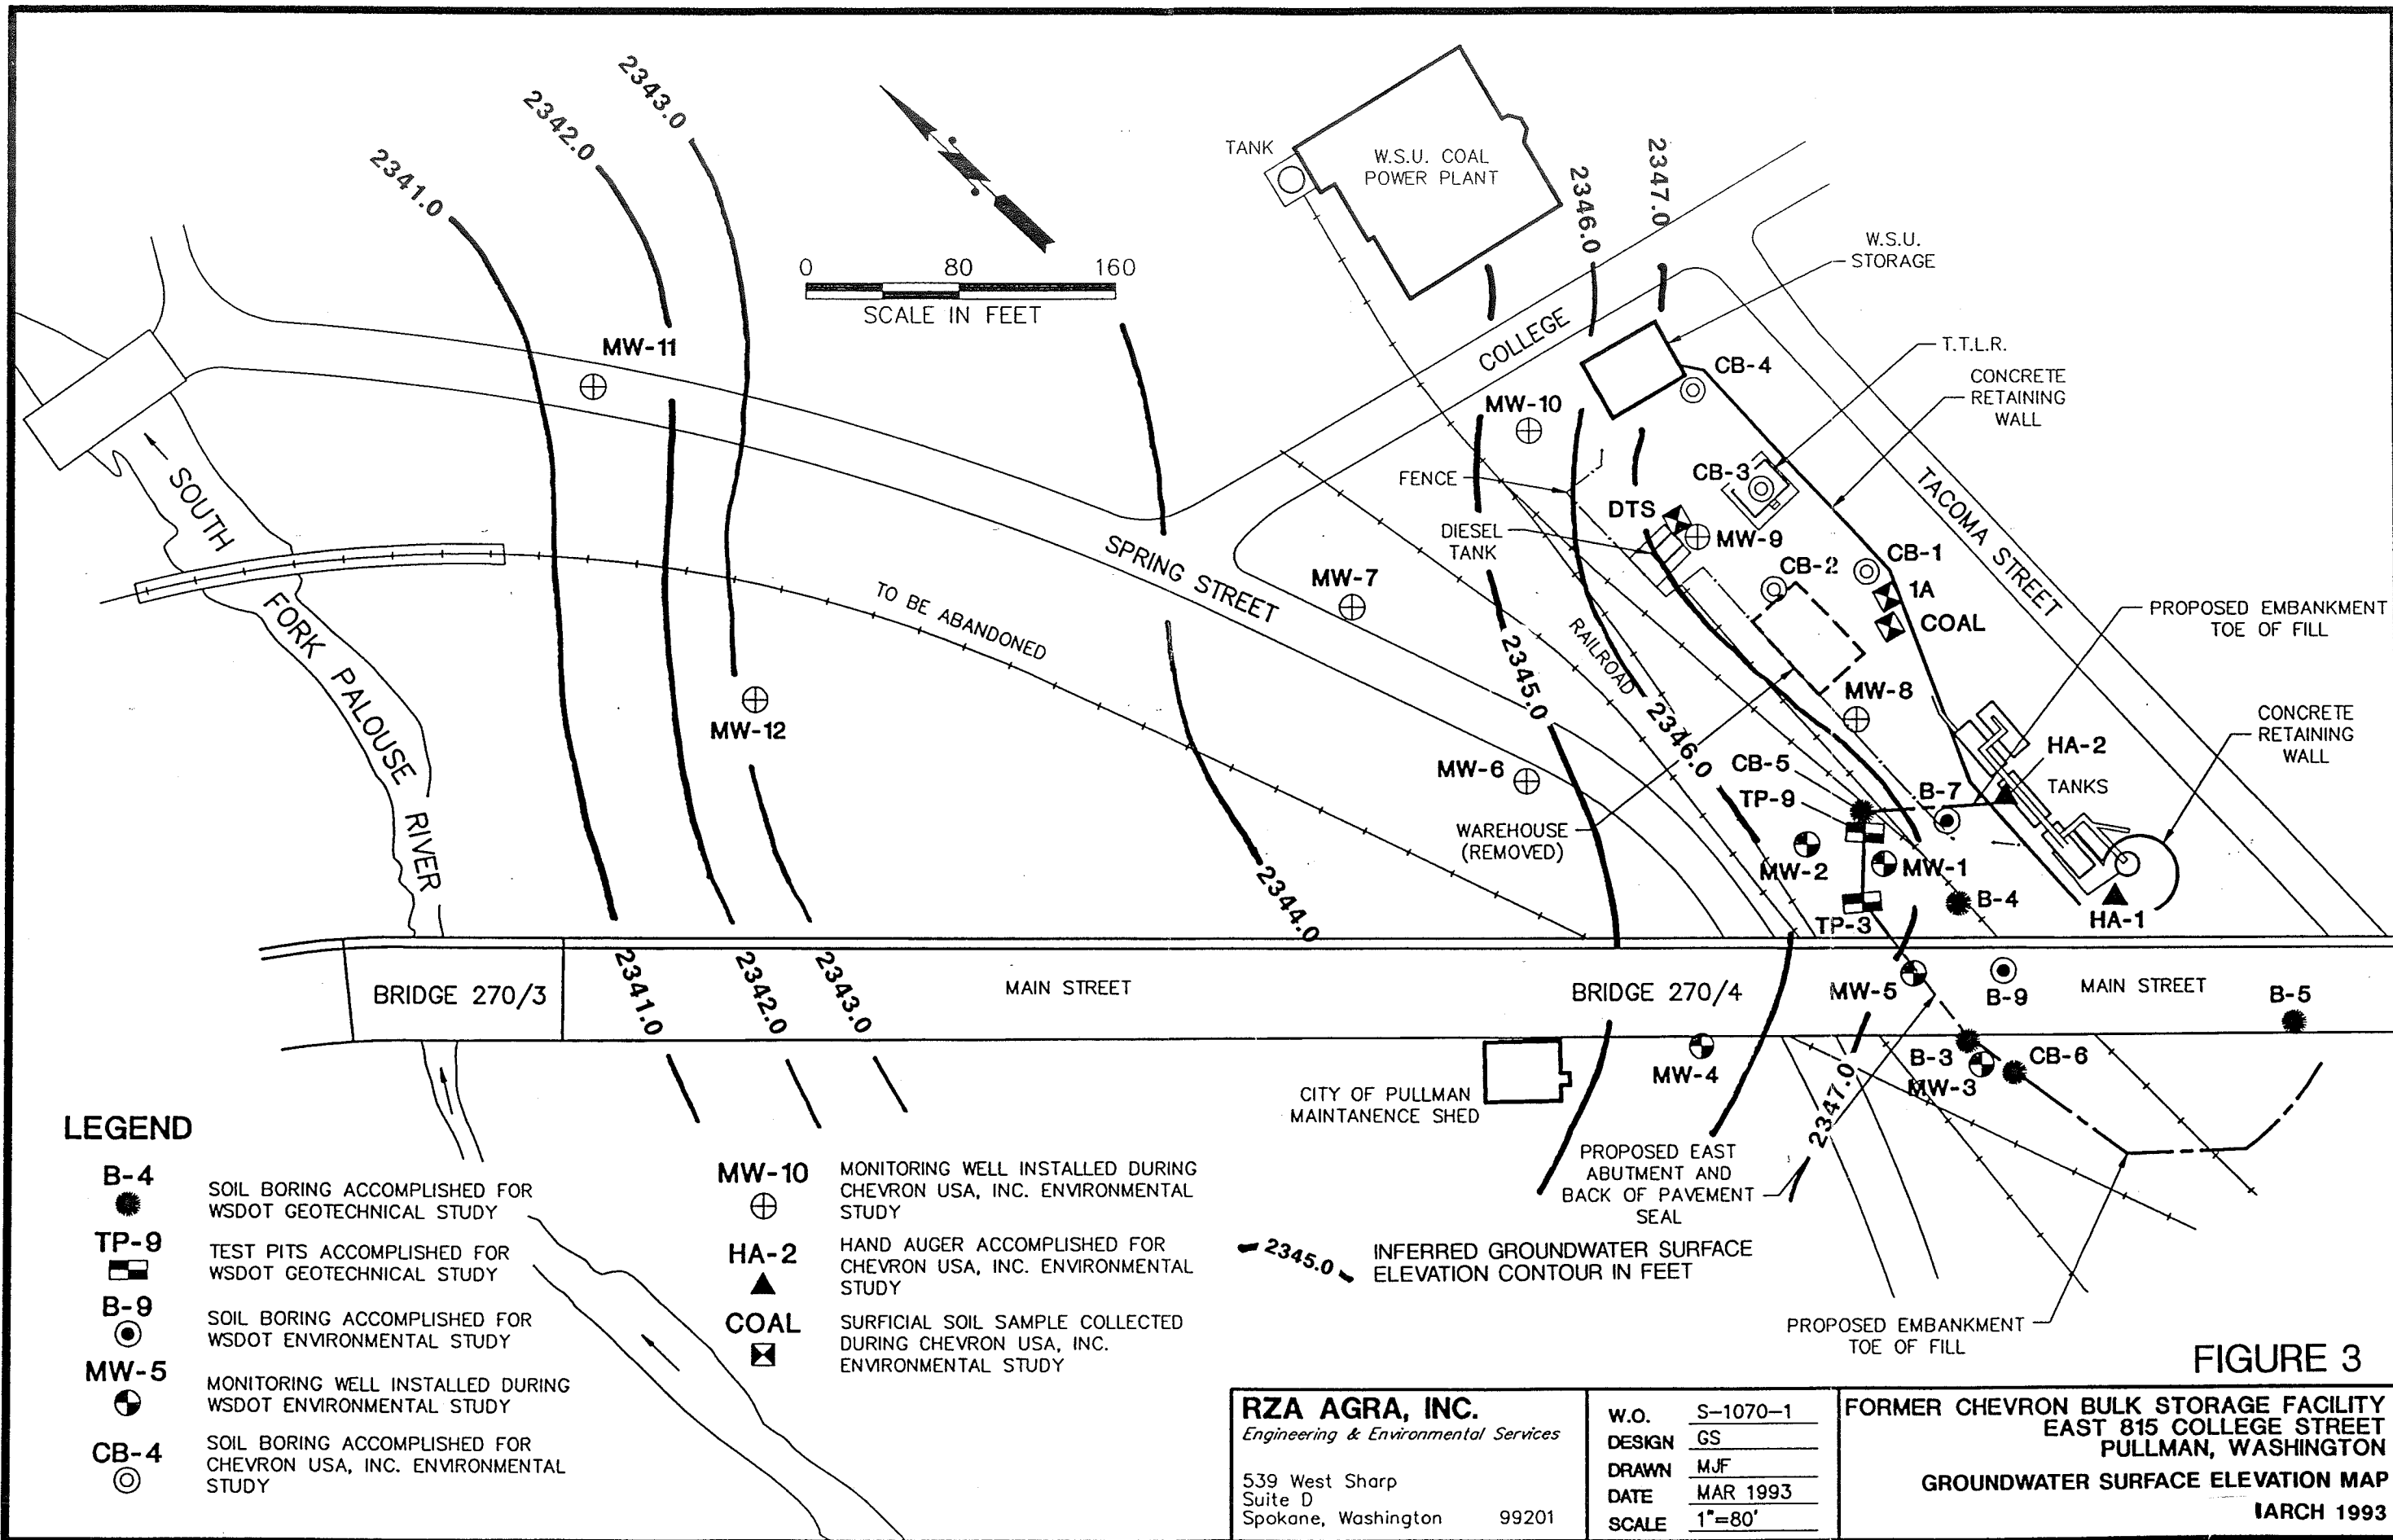 2341.0
2342.0
2343.0
TANK
W.S.U. COAL
POWER PLANT
2346.0
2347.0
W.S.U.
STORAGE
0 80 160
SCALE IN FEET
COLLEGE
T.T.L.R.
CONCRETE
RETAINING
WALL
MW-11
CB-4
MW-10
FENCE
CB-3
TACOMA STREET
DTS
DIESEL
TANK
MW-9
CB-1
CB-2
1A
COAL
SPRING STREET
MW-7
TO BE ABANDONED
SOUTH
FORK PALOUSE
RIVER
PROPOSED EMBANKMENT
TOE OF FILL
RAILROAD
2345.0
2346.0
MW-12
MW-8
CONCRETE
RETAINING
WALL
HA-2
TANKS
MW-6
CB-5
TP-9
B-7
WAREHOUSE
(REMOVED)
MW-2
MW-1
B-4
TP-3
HA-1
2344.0
BRIDGE 270/3
2341.0
2342.0
2343.0
MAIN STREET
BRIDGE 270/4
MW-5
B-9
MAIN STREET
B-5
CITY OF PULLMAN
MAINTANENCE SHED
MW-4
B-3
CB-6
MW-3
2347.0
PROPOSED EAST
ABUTMENT AND
BACK OF PAVEMENT
SEAL
PROPOSED EMBANKMENT
TOE OF FILL
LEGEND
B-4
SOIL BORING ACCOMPLISHED FOR
WSDOT GEOTECHNICAL STUDY
TP-9
TEST PITS ACCOMPLISHED FOR
WSDOT GEOTECHNICAL STUDY
B-9
SOIL BORING ACCOMPLISHED FOR
WSDOT ENVIRONMENTAL STUDY
MW-5
MONITORING WELL INSTALLED DURING
WSDOT ENVIRONMENTAL STUDY
CB-4
SOIL BORING ACCOMPLISHED FOR
CHEVRON USA, INC. ENVIRONMENTAL
STUDY
MW-10
MONITORING WELL INSTALLED DURING
CHEVRON USA, INC. ENVIRONMENTAL
STUDY
HA-2
HAND AUGER ACCOMPLISHED FOR
CHEVRON USA, INC. ENVIRONMENTAL
STUDY
COAL
SURFICIAL SOIL SAMPLE COLLECTED
DURING CHEVRON USA, INC.
ENVIRONMENTAL STUDY
2345.0
INFERRED GROUNDWATER SURFACE
ELEVATION CONTOUR IN FEET
FIGURE 3
RZA AGRA, INC.
Engineering & Environmental Services
539 West Sharp
Suite D
Spokane, Washington 99201
W.O. S-1070-1
DESIGN GS
DRAWN MJF
DATE MAR 1993
SCALE 1"=80'
FORMER CHEVRON BULK STORAGE FACILITY
EAST 815 COLLEGE STREET
PULLMAN, WASHINGTON
GROUNDWATER SURFACE ELEVATION MAP
IARCH 1993